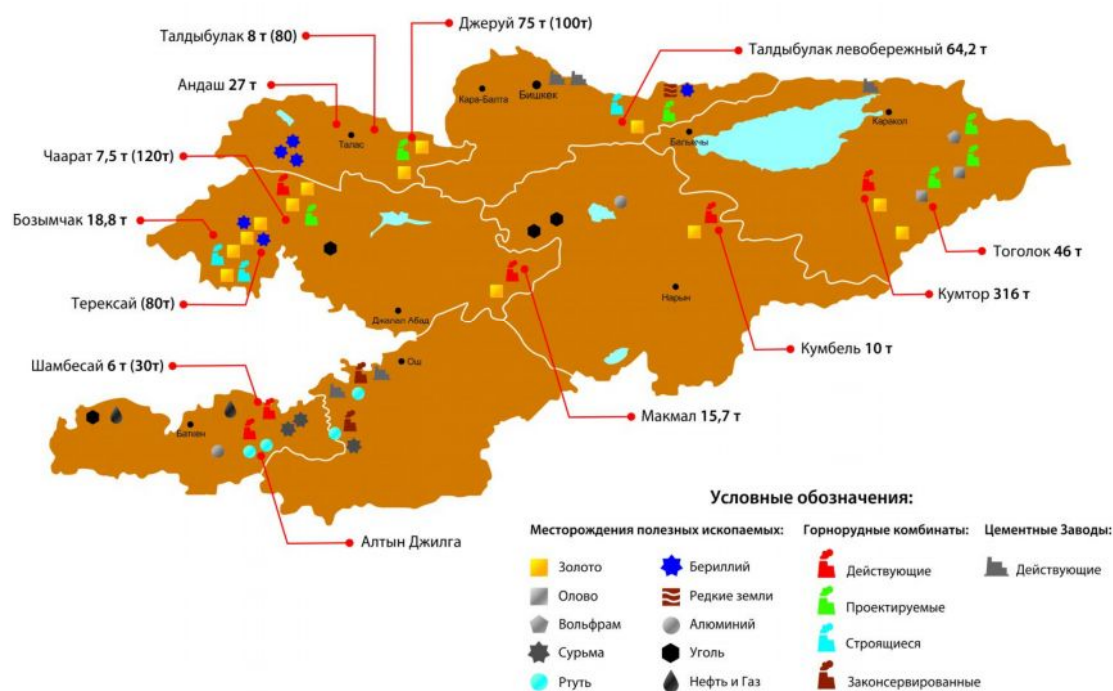 Джеруй 75 т (100т)
Талдыбулак 8 т (80)
Талдыбулак левобережный 64,2 т
Андаш 27 т
Кара-Балта
Бишкек
Талас
Балыкчы
Каракол
Чаарат 7,5 т (120т)
Бозымчак 18,8 т
Тоголок 46 т
Терексай (80т)
Нарын
Кумтор 316 т
Джалал Абад
Кумбель 10 т
Шамбесай 6 т (30т)
Ош
Макмал 15,7 т
Баткен
Алтын Джилга
Условные обозначения:
Месторождения полезных ископаемых:
Горнорудные комбинаты:
Цементные Заводы:
Золото
Бериллий
Действующие
Действующие
Олово
Редкие земли
Проектируемые
Вольфрам
Алюминий
Строящиеся
Сурьма
Уголь
Законсервированные
Ртуть
Нефть и Газ